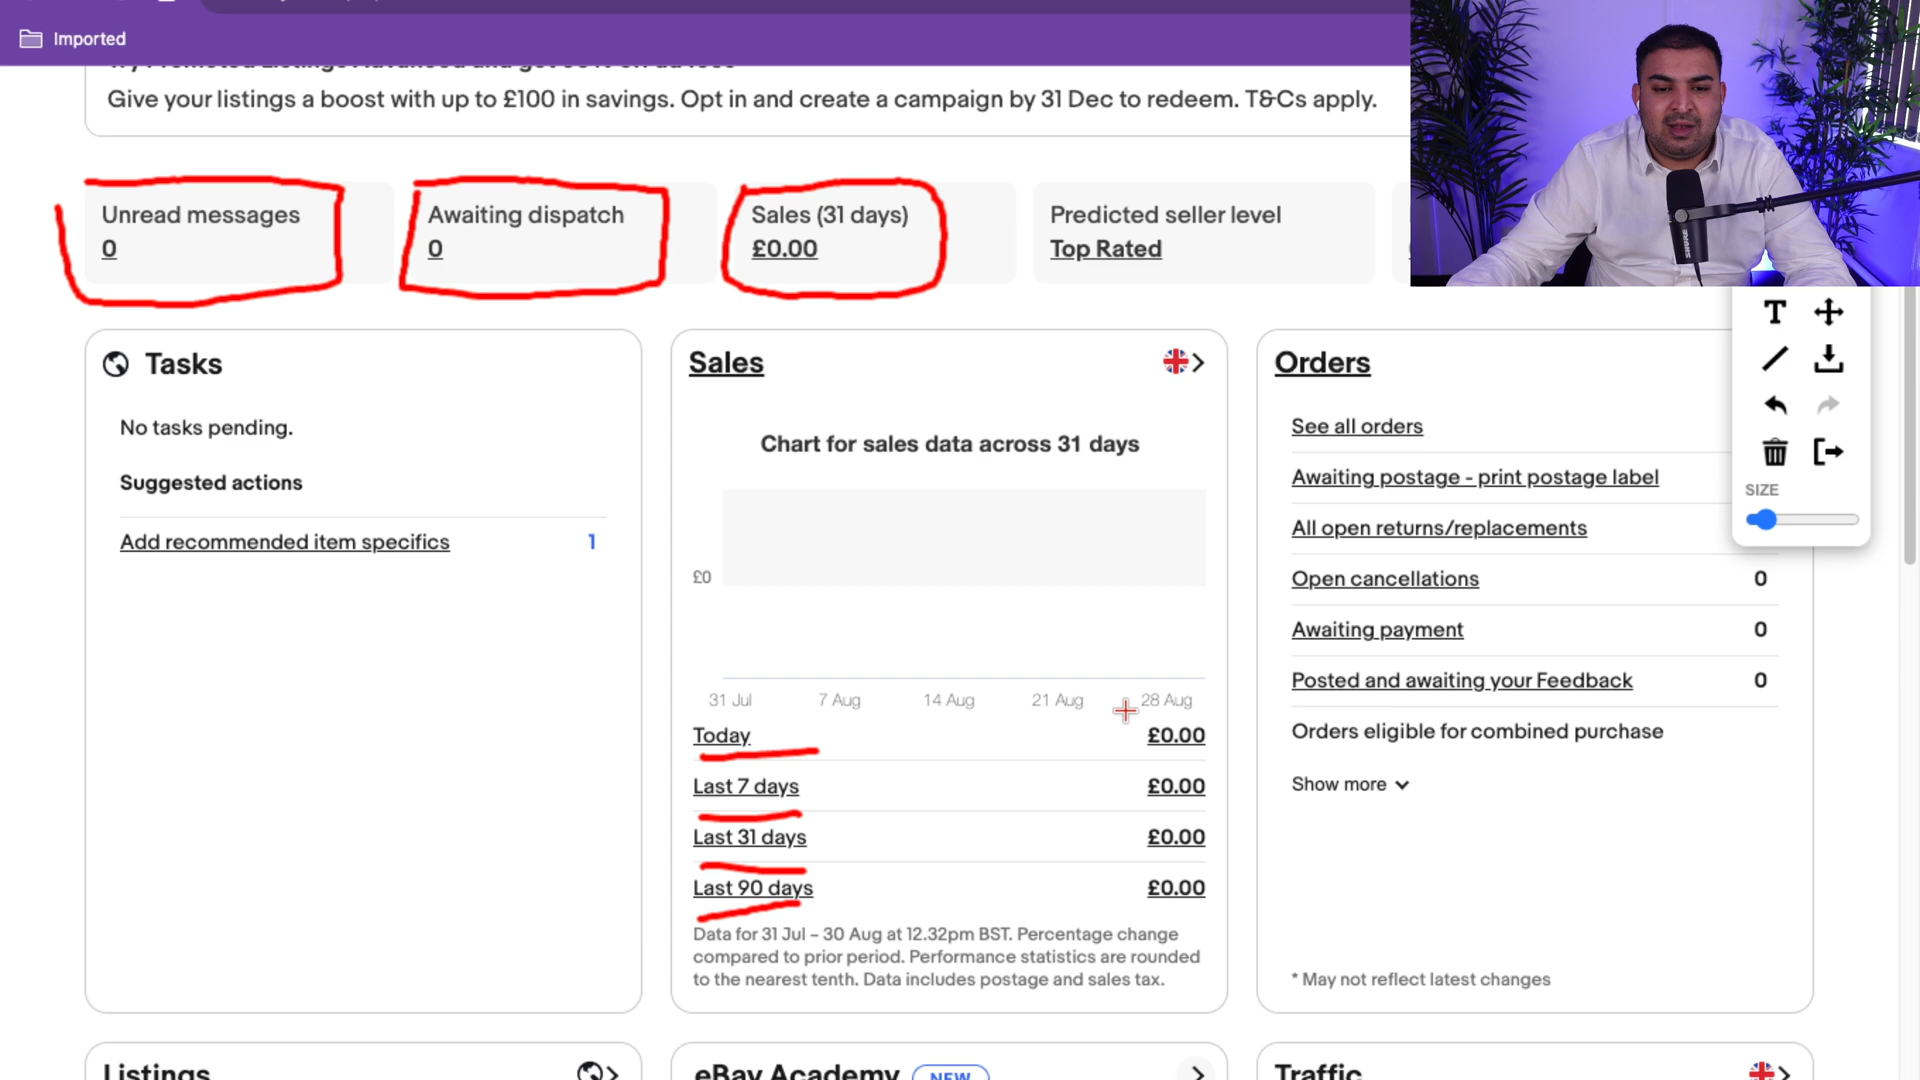 Imported
Give your listings a boost with up to £100 in savings. Opt in and create a campaign by 31 Dec to redeem. T&Cs apply.
Unread messages
0
Awaiting dispatch
0
Sales (31 days)
£0.00
Predicted seller level
Top Rated
SHURE
T
SIZE
Tasks
No tasks pending.
Suggested actions
Add recommended item specifics 1
Sales
Chart for sales data across 31 days
£0
31 Jul 7 Aug 14 Aug 21 Aug 28 Aug
Today £0.00
Last 7 days £0.00
Last 31 days £0.00
Last 90 days £0.00
Data for 31 Jul – 30 Aug at 12.32pm BST. Percentage change
compared to prior period. Performance statistics are rounded
to the nearest tenth. Data includes postage and sales tax.
Orders
See all orders
Awaiting postage - print postage label
All open returns/replacements
Open cancellations 0
Awaiting payment 0
Posted and awaiting your Feedback 0
Orders eligible for combined purchase
Show more
* May not reflect latest changes
Listings
eBay Academy NEW
Traffic